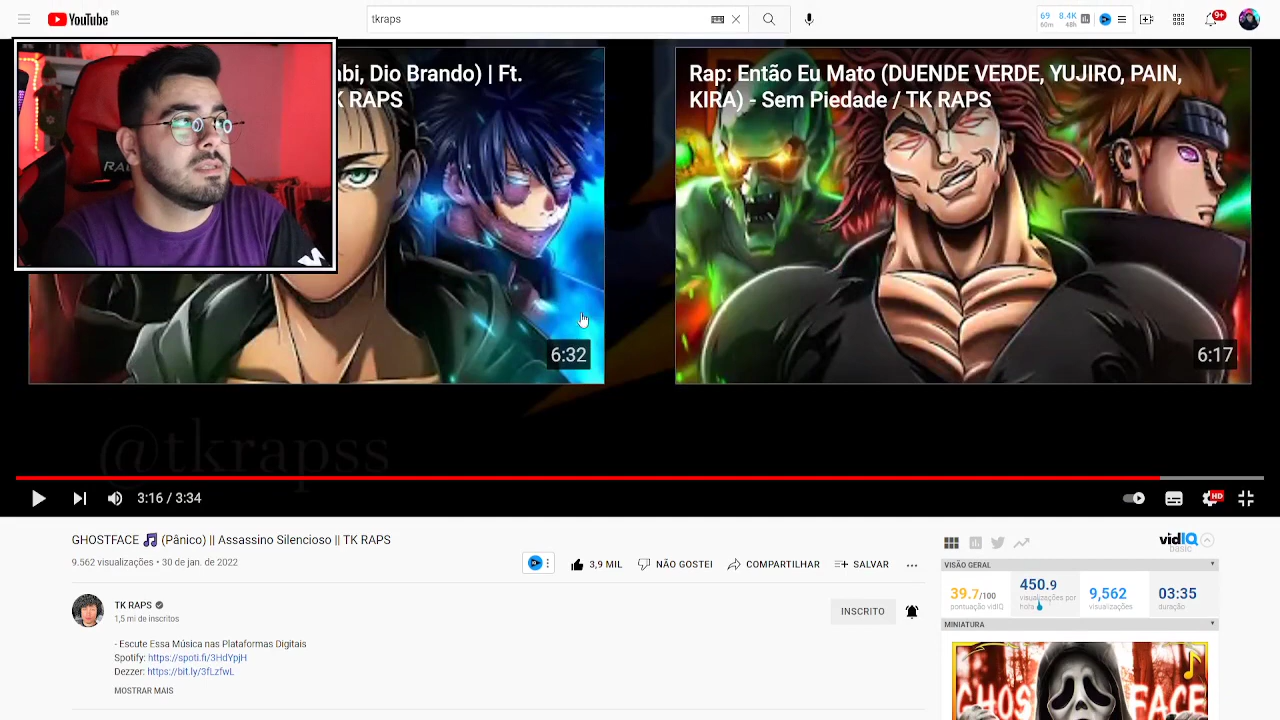 YouTube BR
tkraps
69
60m
8.4K
48h
9+
abi, Dio Brando) | Ft.
K RAPS
Rap: Então Eu Mato (DUENDE VERDE, YUJIRO, PAIN,
KIRA) - Sem Piedade / TK RAPS
6:32
6:17
@tkrapss
3:16 / 3:34
HD
GHOSTFACE 🎵 (Pânico) || Assassino Silencioso || TK RAPS
9.562 visualizações • 30 de jan. de 2022
3,9 MIL
NÃO GOSTEI
COMPARTILHAR
SALVAR
TK RAPS
1,5 mi de inscritos
INSCRITO
- Escute Essa Música nas Plataformas Digitais
Spotify: https://spoti.fi/3HdYpjH
Dezzer: https://bit.ly/3fLzfwL
MOSTRAR MAIS
vidIQ
basic
VISÃO GERAL
39.7/100
pontuação vidIQ
450.9
visualizações por
hora
9,562
visualizações
03:35
duração
MINIATURA
GHOS FACE